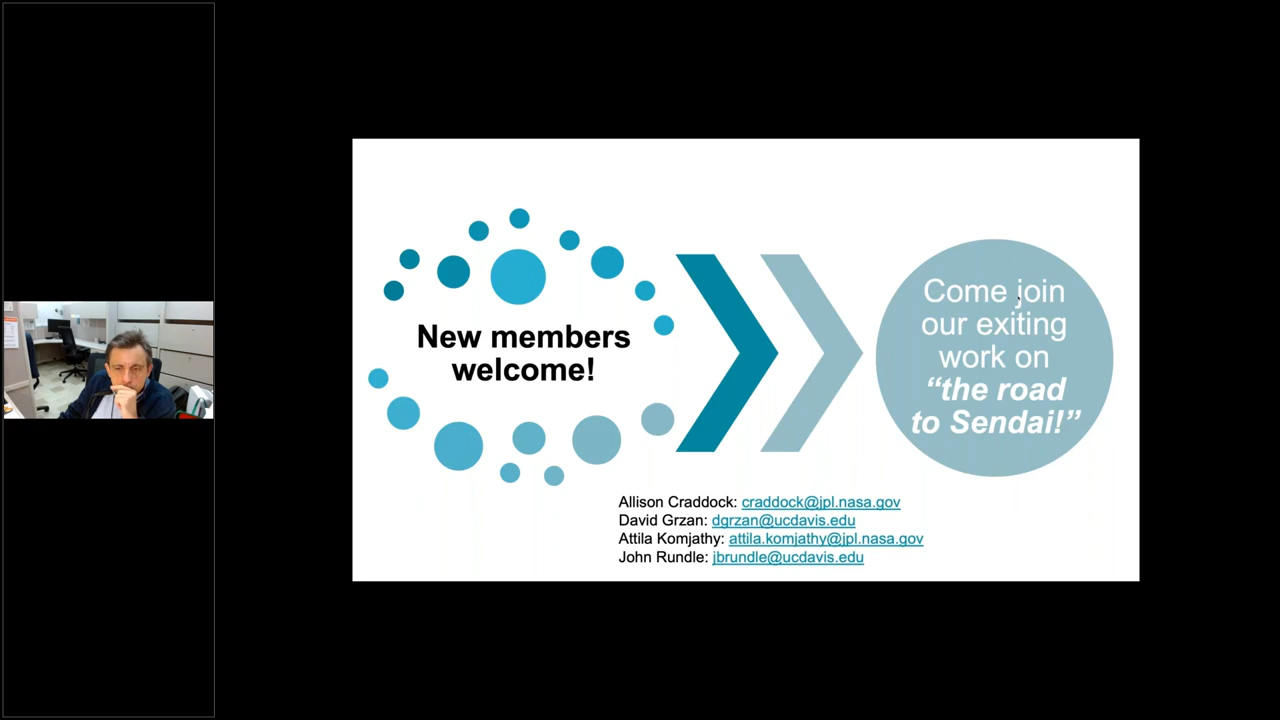 New members
welcome!
Come join
our exiting
work on
“the road
to Sendai!”
Allison Craddock: craddock@jpl.nasa.gov
David Grzan: dgrzan@ucdavis.edu
Attila Komjathy: attila.komjathy@jpl.nasa.gov
John Rundle: jbrundle@ucdavis.edu